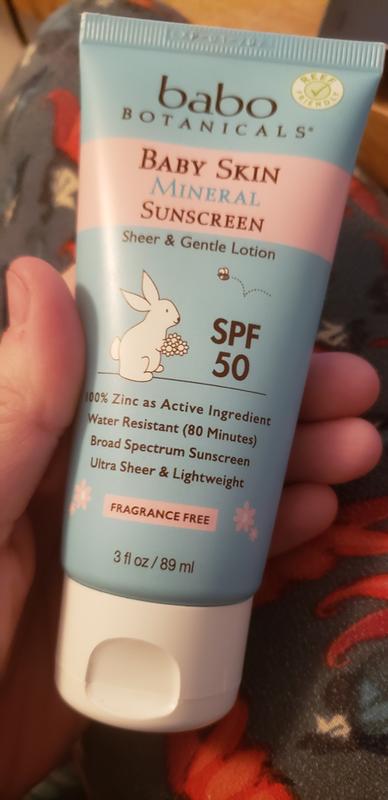 REEF
FRIENDLY
babo
BOTANICALS®
BABY SKIN
MINERAL
SUNSCREEN
Sheer & Gentle Lotion
SPF
50
100% Zinc as Active Ingredient
Water Resistant (80 Minutes)
Broad Spectrum Sunscreen
Ultra Sheer & Lightweight
FRAGRANCE FREE
3 fl oz / 89 ml